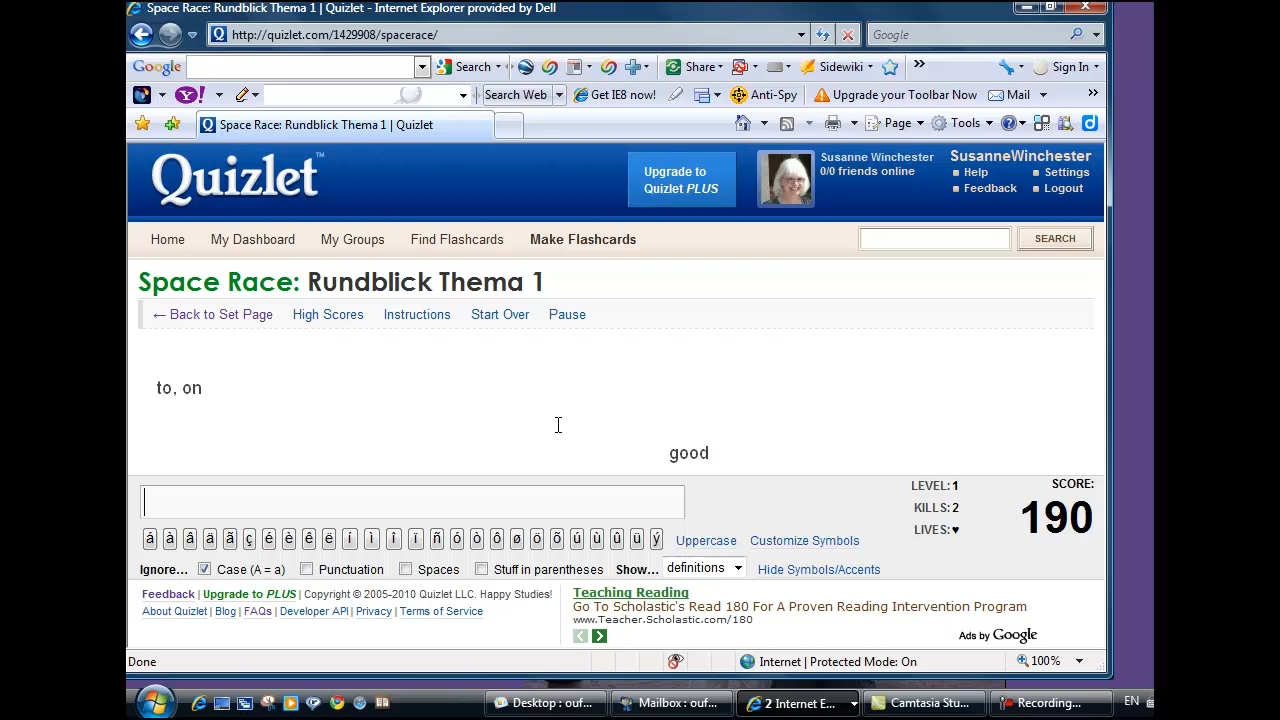 Space Race: Rundblick Thema 1 | Quizlet - Internet Explorer provided by Dell
http://quizlet.com/1429908/spacerace/
Google
Google Search Share Sidewiki » Sign In
Y! Search Web Get IE8 now! Anti-Spy Upgrade your Toolbar Now Mail »
Space Race: Rundblick Thema 1 | Quizlet
Page Tools
Quizlet™
Upgrade to
Quizlet PLUS
Susanne Winchester
0/0 friends online
SusanneWinchester
Help Settings
Feedback Logout
Home My Dashboard My Groups Find Flashcards Make Flashcards SEARCH
Space Race: Rundblick Thema 1
← Back to Set Page High Scores Instructions Start Over Pause
to, on
good
LEVEL: 1
KILLS: 2
LIVES: ♥
SCORE:
190
Uppercase Customize Symbols
Ignore... Case (A = a) Punctuation Spaces Stuff in parentheses Show... definitions Hide Symbols/Accents
Feedback | Upgrade to PLUS | Copyright © 2005-2010 Quizlet LLC. Happy Studies!
About Quizlet | Blog | FAQs | Developer API | Privacy | Terms of Service
Teaching Reading
Go To Scholastic's Read 180 For A Proven Reading Intervention Program
www.Teacher.Scholastic.com/180
Ads by Google
Done Internet | Protected Mode: On 100%
Desktop : ouf... Mailbox : ouf... 2 Internet E... Camtasia Stu... Recording... EN